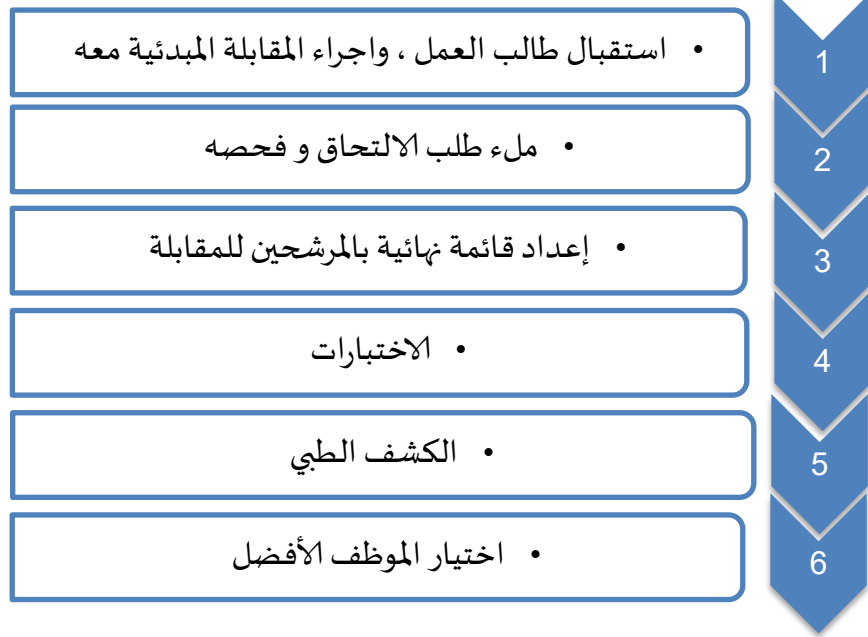 • استقبال طالب العمل ، واجراء المقابلة المبدئية معه
1
• ملء طلب الالتحاق و فحصه
2
• إعداد قائمة نهائية بالمرشحين للمقابلة
3
• الاختبارات
4
• الكشف الطبي
5
• اختيار الموظف الأفضل
6